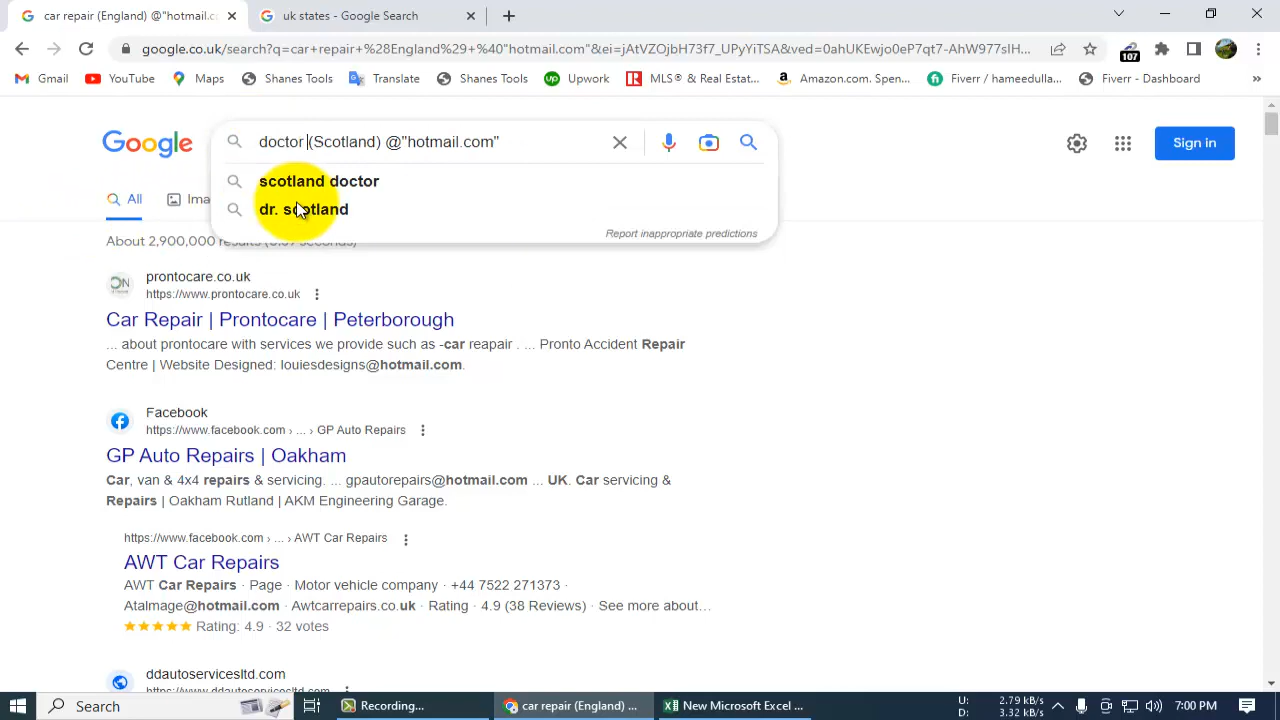 car repair (England) @"hotmail.c
uk states - Google Search
google.co.uk/search?q=car+repair+%28England%29+%40"hotmail.com"&ei=jAtVZOjbH73f7_UPyYiTSA&ved=0ahUKEwjo0eP7qt7-AhW977sIH...
107
Gmail
YouTube
Maps
Shanes Tools
Translate
Shanes Tools
Upwork
MLS® & Real Estat...
Amazon.com. Spen...
Fiverr / hameedulla...
Fiverr - Dashboard
»
Google
doctor (Scotland) @"hotmail.com"
Sign in
scotland doctor
dr. scotland
Report inappropriate predictions
All
Ima
About 2,900,000
prontocare.co.uk
https://www.prontocare.co.uk
Car Repair | Prontocare | Peterborough
... about prontocare with services we provide such as -car reapair . ... Pronto Accident Repair
Centre | Website Designed: louiesdesigns@hotmail.com.
Facebook
https://www.facebook.com › ... › GP Auto Repairs
GP Auto Repairs | Oakham
Car, van & 4x4 repairs & servicing. ... gpautorepairs@hotmail.com ... UK. Car servicing &
Repairs | Oakham Rutland | AKM Engineering Garage.
https://www.facebook.com › ... › AWT Car Repairs
AWT Car Repairs
AWT Car Repairs · Page · Motor vehicle company · +44 7522 271373 ·
Atalmage@hotmail.com · Awtcarrepairs.co.uk · Rating · 4.9 (38 Reviews) · See more about...
Rating: 4.9 · 32 votes
ddautoservicesltd.com
https://www.ddautoservicesltd.com
Search
Recording...
car repair (England) ...
New Microsoft Excel ...
U: 2.79 kB/s
D: 3.32 kB/s
7:00 PM